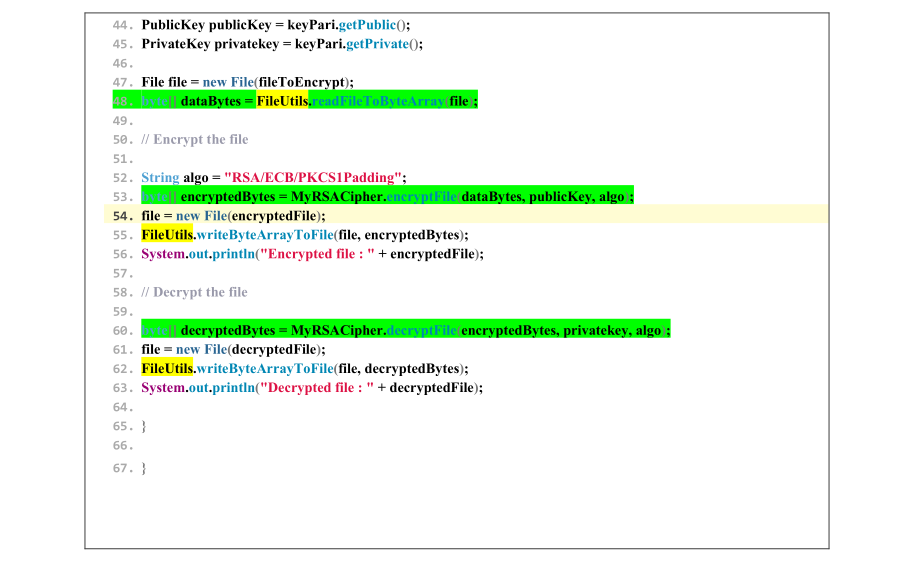 44. PublicKey publicKey = keyPari.getPublic();
45. PrivateKey privatekey = keyPari.getPrivate();
46.
47. File file = new File(fileToEncrypt);
48. byte[] dataBytes = FileUtils.readFileToByteArray(file);
49.
50. // Encrypt the file
51.
52. String algo = "RSA/ECB/PKCS1Padding";
53. byte[] encryptedBytes = MyRSACipher.encryptFile(dataBytes, publicKey, algo);
54. file = new File(encryptedFile);
55. FileUtils.writeByteArrayToFile(file, encryptedBytes);
56. System.out.println("Encrypted file : " + encryptedFile);
57.
58. // Decrypt the file
59.
60. byte[] decryptedBytes = MyRSACipher.decryptFile(encryptedBytes, privatekey, algo);
61. file = new File(decryptedFile);
62. FileUtils.writeByteArrayToFile(file, decryptedBytes);
63. System.out.println("Decrypted file : " + decryptedFile);
64.
65. }
66.
67. }